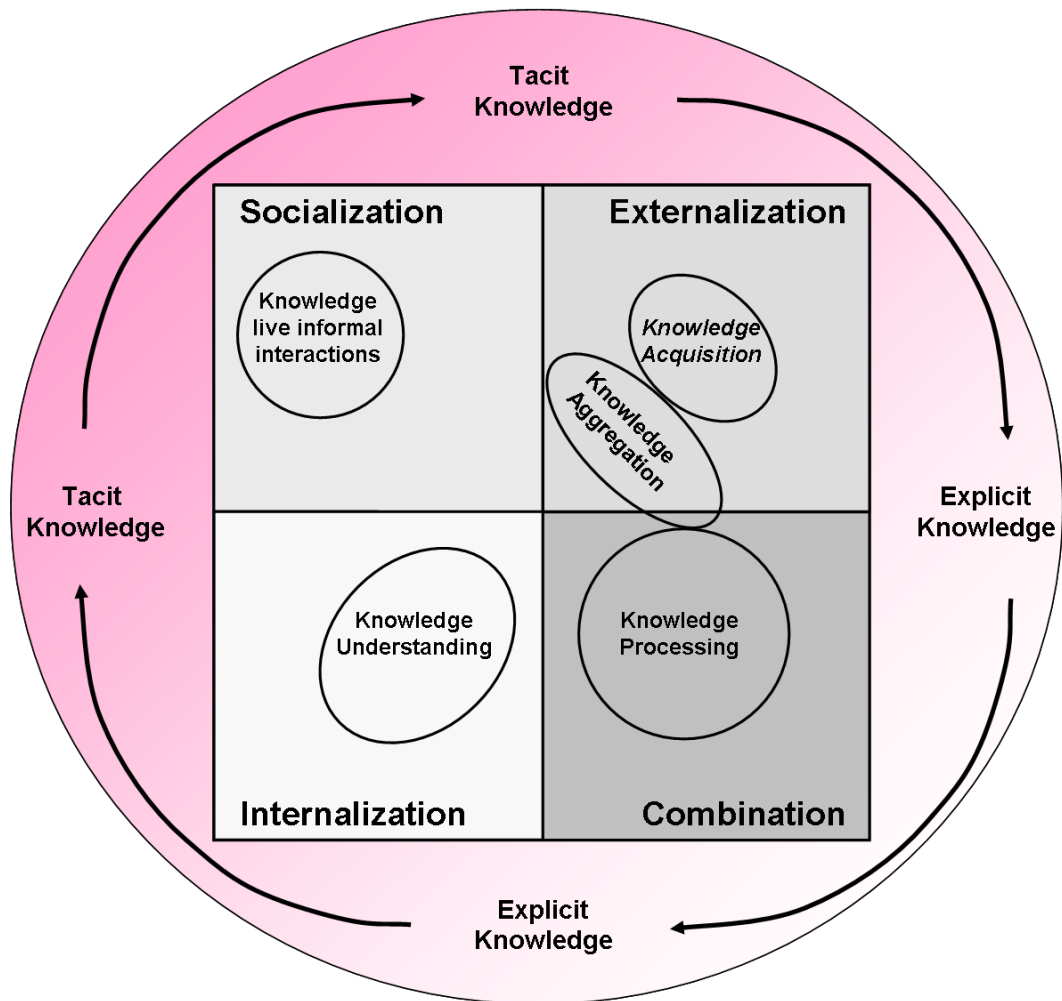 Tacit
Knowledge
Socialization
Externalization
Knowledge
live informal
interactions
Knowledge
Acquisition
Knowledge
Aggregation
Tacit
Knowledge
Explicit
Knowledge
Knowledge
Understanding
Knowledge
Processing
Internalization
Combination
Explicit
Knowledge